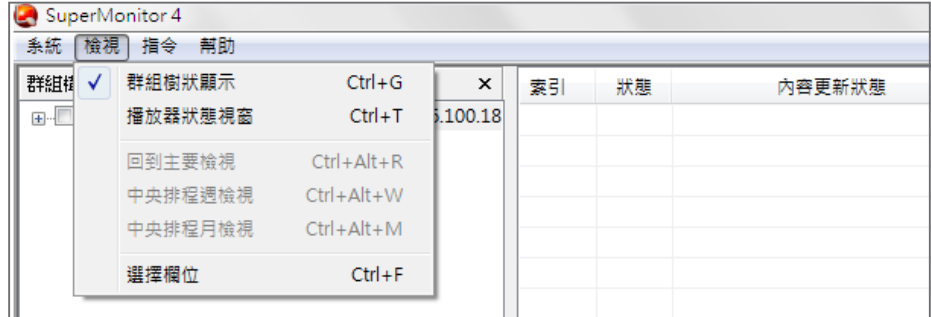 SuperMonitor 4
系統 檢視 指令 幫助
群組樹 × 索引 狀態 內容更新狀態
✓ 群組樹狀顯示 Ctrl+G
播放器狀態視窗 Ctrl+T
.100.18
回到主要檢視 Ctrl+Alt+R
中央排程週檢視 Ctrl+Alt+W
中央排程月檢視 Ctrl+Alt+M
選擇欄位 Ctrl+F